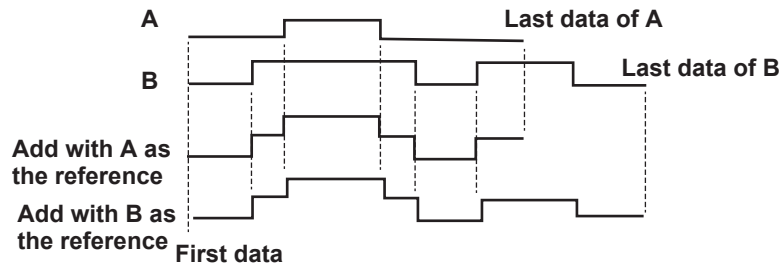 A
Last data of A
B
Last data of B
Add with A as
the reference
Add with B as
the reference
First data